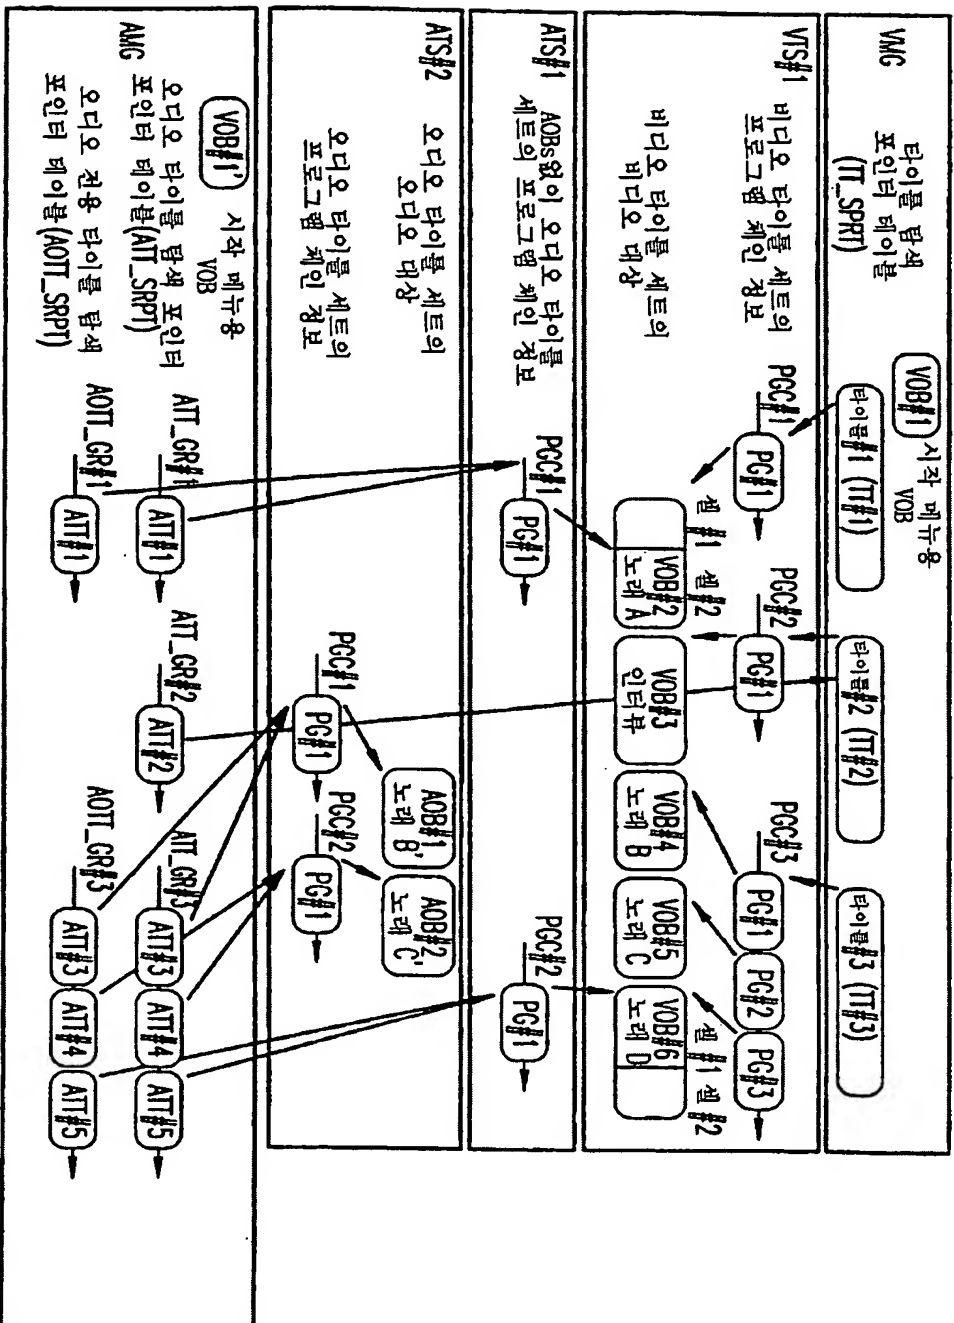 VMG
타이틀 탐색
포인터 테이블
(TT_SPRT)
VOB#1
시작 메뉴용
VOB
타이틀#1 (TT#1)
타이틀#2 (TT#2)
타이틀#3 (TT#3)
VTS#1
비디오 타이틀 세트의
프로그램 체인 정보
PGC#1
PG#1
PGC#2
PG#1
PGC#3
PG#1
PG#2
PG#3
비디오 타이틀 세트의
비디오 대상
셀
#1
셀
#2
VOB#2
노래 A
VOB#3
인터뷰
VOB#4
노래 B
VOB#5
노래 C
셀
#1
셀
#2
VOB#6
노래 D
ATS#1
AOBs없이 오디오 타이틀
세트의 프로그램 체인 정보
PGC#1
PG#1
PGC#2
PG#1
ATS#2
오디오 타이틀 세트의
오디오 대상
AOB#1
노래 B'
AOB#2
노래 C'
오디오 타이틀 세트의
프로그램 체인 정보
PGC#1
PG#1
PGC#2
PG#1
VOB#1'
시작 메뉴용
VOB
AMG
오디오 타이틀 탐색 포인터
포인터 테이블(ATT_SRPT)
ATT_GR#1
ATT#1
ATT_GR#2
ATT#2
ATT_GR#3
ATT#3
ATT#4
ATT#5
오디오 전용 타이틀 탐색
포인터 테이블(AOTT_SRPT)
AOTT_GR#1
ATT#1
AOTT_GR#3
ATT#3
ATT#4
ATT#5